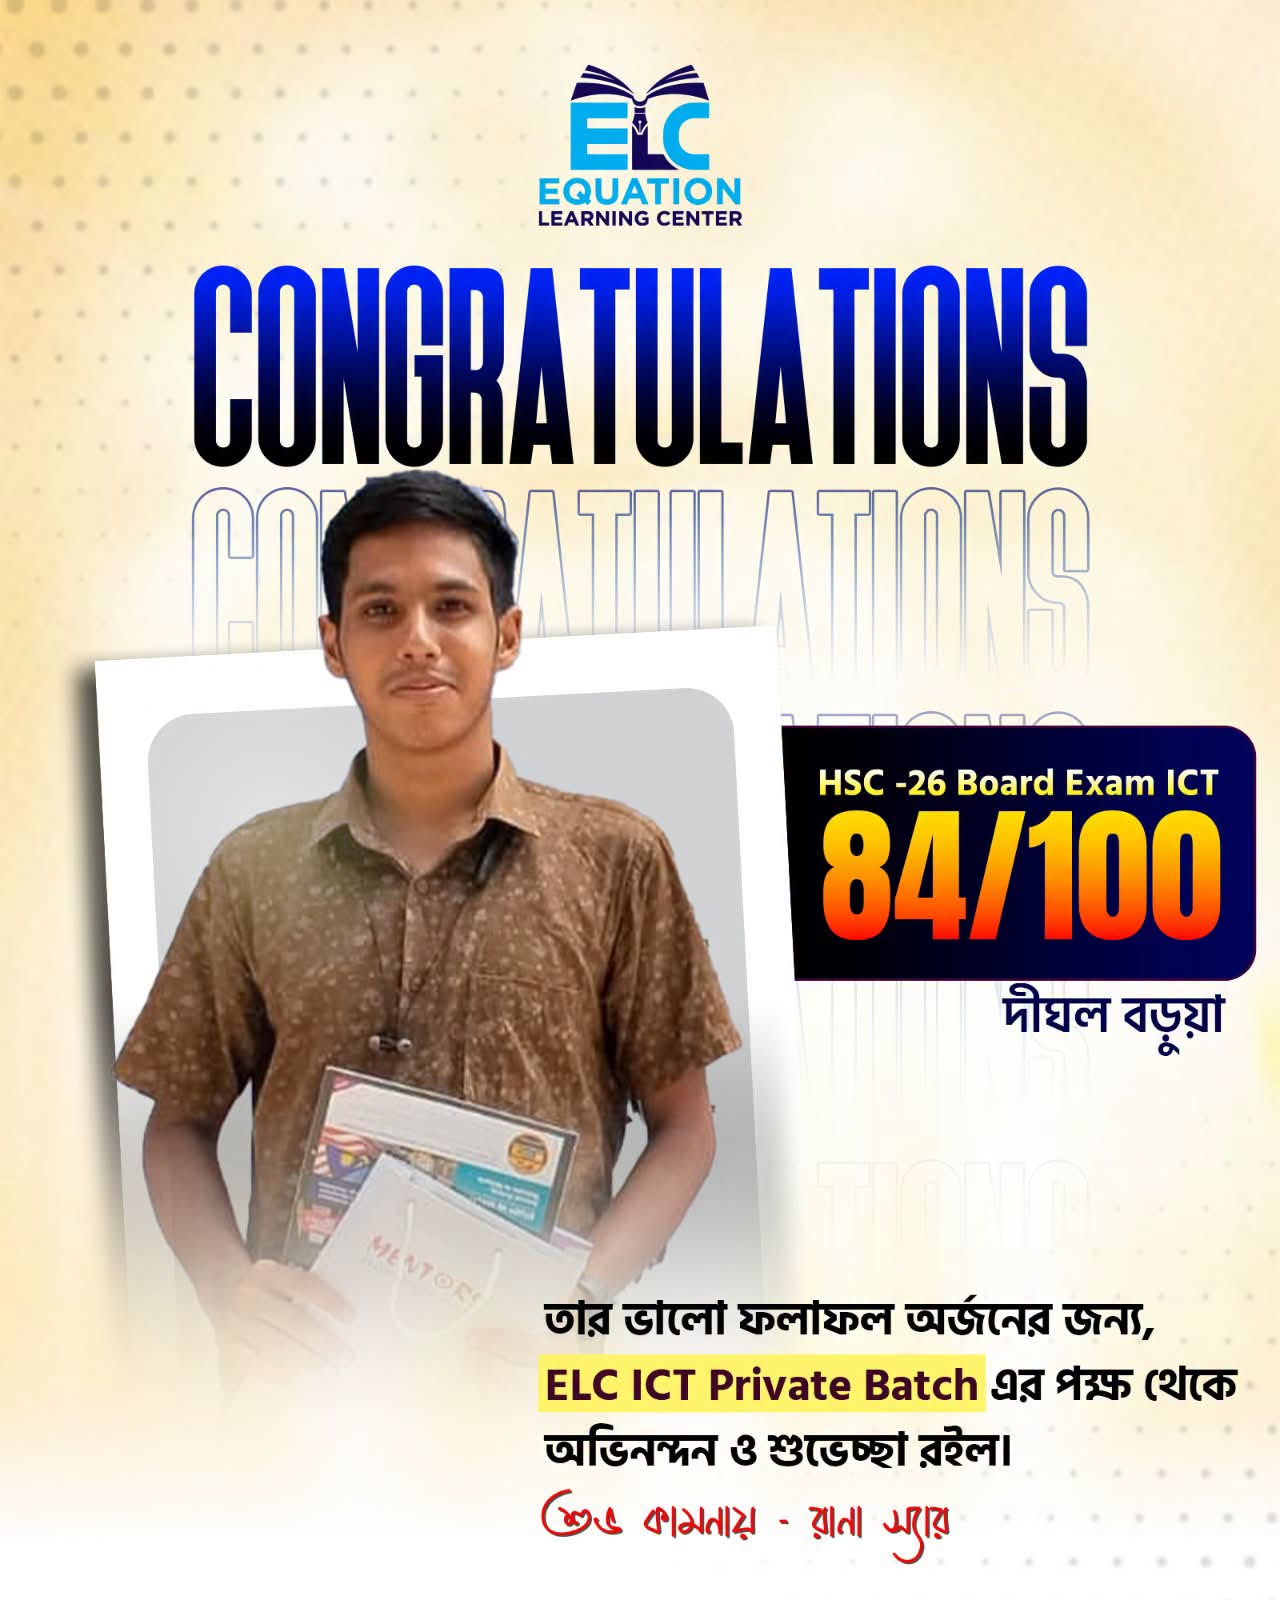 ELC
EQUATION
LEARNING CENTER
CONGRATULATIONS
HSC -26 Board Exam ICT
84/100
দীঘল বড়ুয়া
MENTORS
তার ভালো ফলাফল অর্জনের জন্য,
ELC ICT Private Batch এর পক্ষ থেকে
অভিনন্দন ও শুভেচ্ছা রইল।
শুভ কামনায় - রানা স্যার